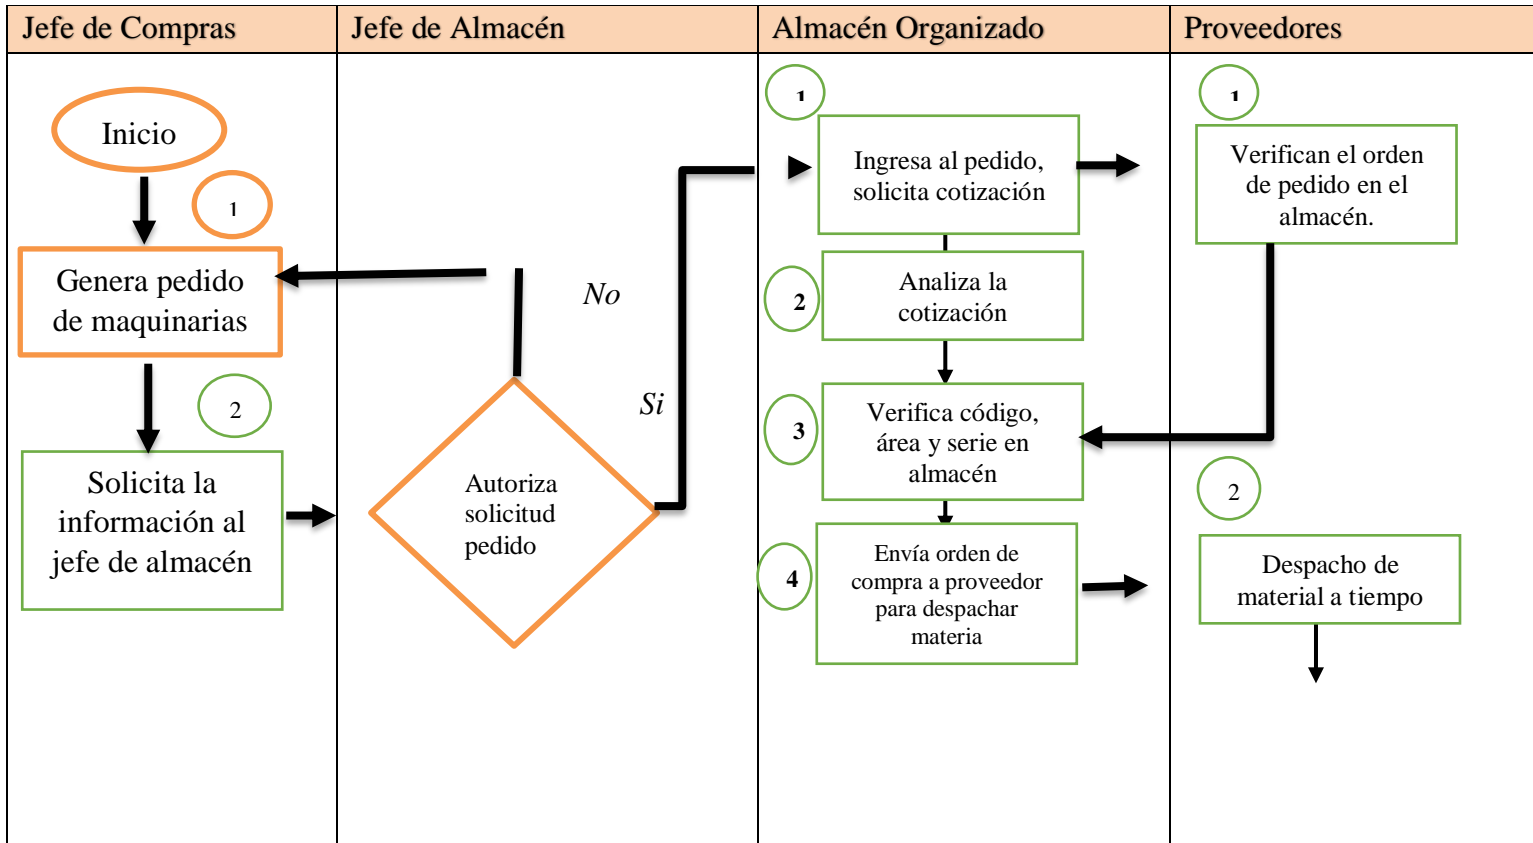 Jefe de Compras
Jefe de Almacén
Almacén Organizado
Proveedores
Inicio
1
Genera pedido
de maquinarias
2
Solicita la
información al
jefe de almacén
No
Si
Autoriza
solicitud
pedido
1
Ingresa al pedido,
solicita cotización
2
Analiza la
cotización
3
Verifica código,
área y serie en
almacén
4
Envía orden de
compra a proveedor
para despachar
materia
1
Verifican el orden
de pedido en el
almacén.
2
Despacho de
material a tiempo